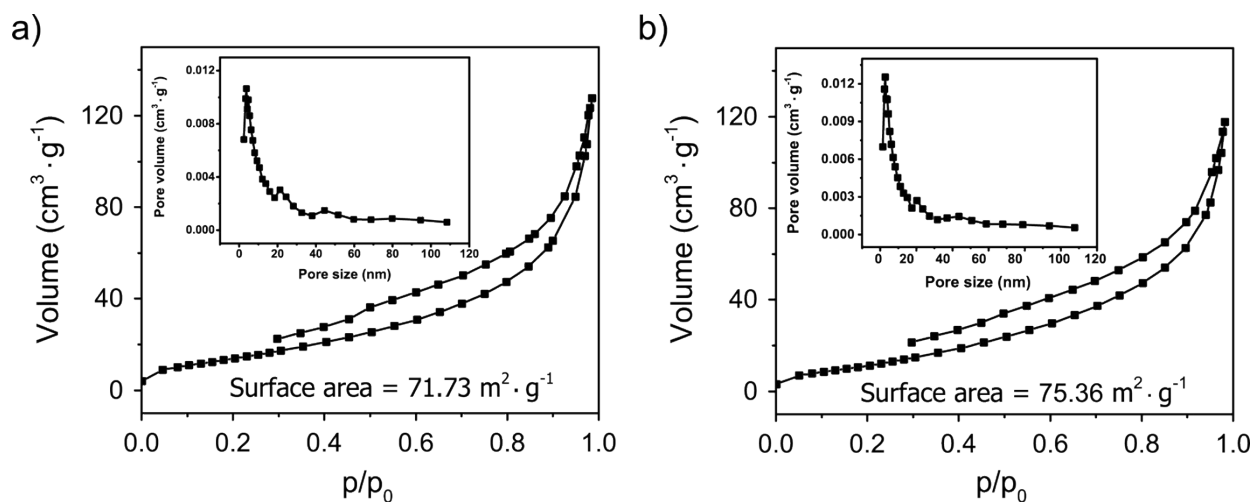 a)
Volume (cm³·g⁻¹)
120
80
40
0
0.0 0.2 0.4 0.6 0.8 1.0
p/p₀
Surface area = 71.73 m²·g⁻¹
Pore volume (cm³·g⁻¹)
0.012
0.008
0.004
0.000
0 20 40 60 80 100 120
Pore size (nm)
b)
Volume (cm³·g⁻¹)
120
80
40
0
0.0 0.2 0.4 0.6 0.8 1.0
p/p₀
Surface area = 75.36 m²·g⁻¹
Pore volume (cm³·g⁻¹)
0.012
0.009
0.006
0.003
0.000
0 20 40 60 80 100 120
Pore size (nm)